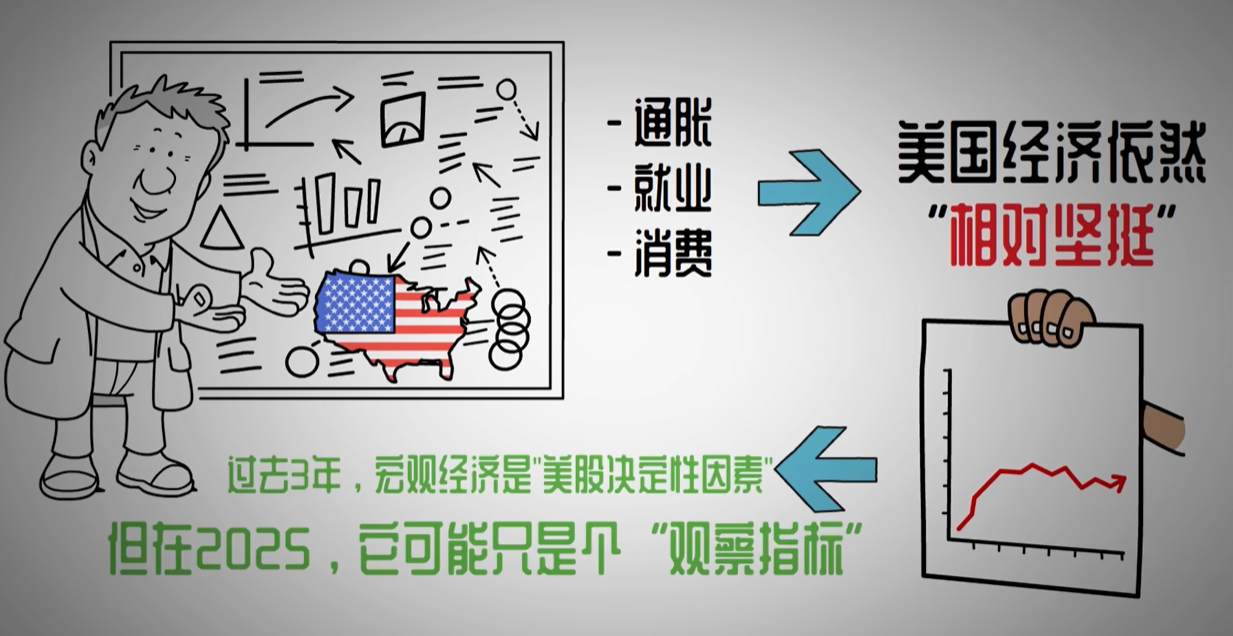 - 通胀
- 就业
- 消费
美国经济依然
“相对坚挺”
过去3年，宏观经济是"美股决定性因素"
但在2025，它可能只是个“观察指标”